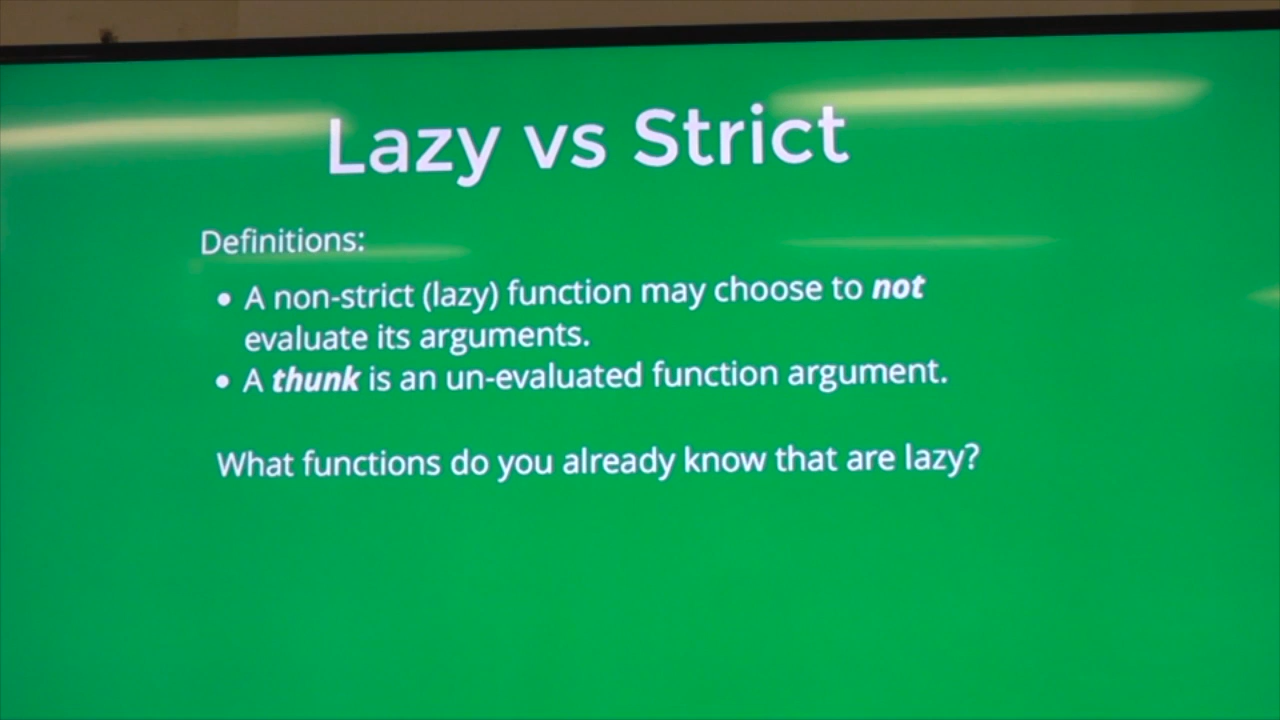 Lazy vs Strict
Definitions:
• A non-strict (lazy) function may choose to not
evaluate its arguments.
• A thunk is an un-evaluated function argument.
What functions do you already know that are lazy?